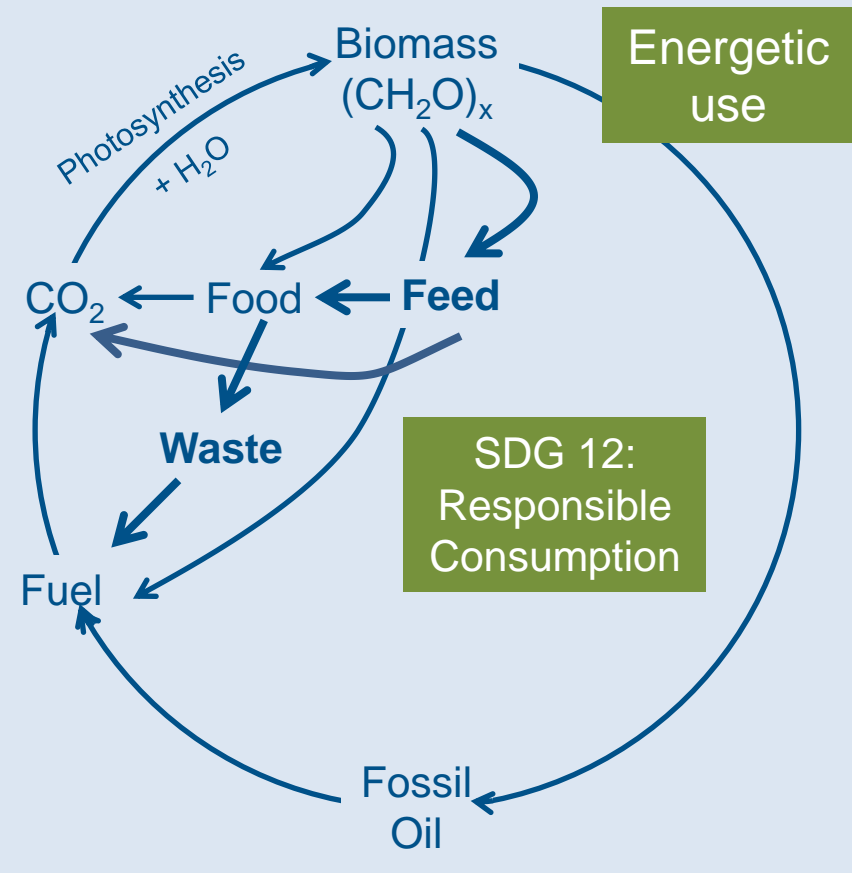 Biomass
(CH₂O)ₓ
Energetic
use
Photosynthesis
+ H₂O
CO₂
Food
Feed
Waste
SDG 12:
Responsible
Consumption
Fuel
Fossil
Oil